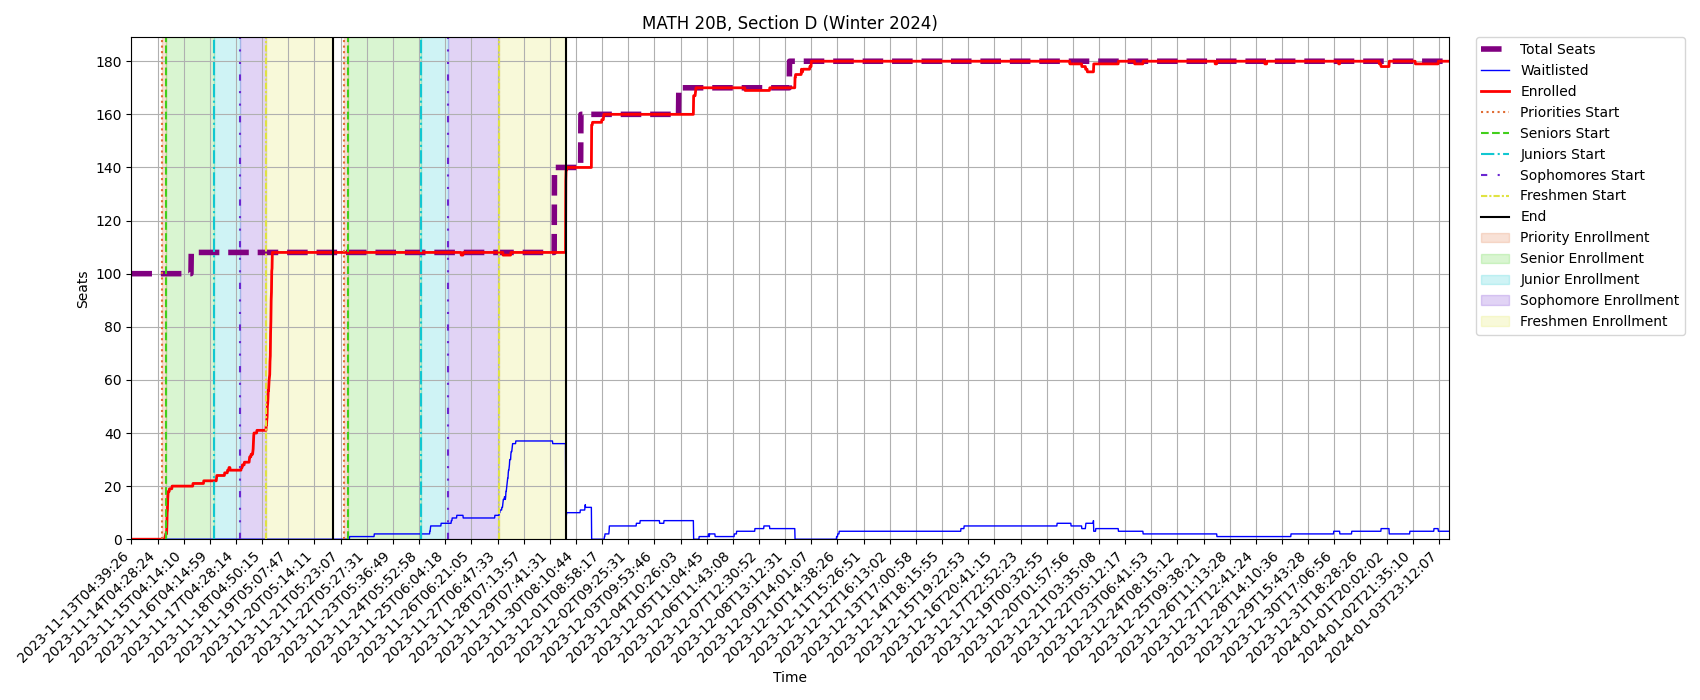 MATH 20B, Section D (Winter 2024)
Seats
180
160
140
120
100
80
60
40
20
0
2023-11-13T04:39:26
2023-11-14T04:28:24
2023-11-15T04:14:10
2023-11-16T04:14:59
2023-11-17T04:28:14
2023-11-18T04:50:15
2023-11-19T05:07:47
2023-11-20T05:14:11
2023-11-21T05:23:07
2023-11-22T05:27:31
2023-11-23T05:36:49
2023-11-24T05:52:58
2023-11-26T06:04:18
2023-11-26T06:21:05
2023-11-27T06:47:33
2023-11-28T07:13:57
2023-11-29T07:41:31
2023-11-30T08:10:44
2023-12-01T08:58:17
2023-12-02T09:25:31
2023-12-03T09:53:46
2023-12-04T10:26:03
2023-12-05T11:04:45
2023-12-06T11:43:08
2023-12-07T12:30:52
2023-12-08T13:12:31
2023-12-09T14:01:07
2023-12-10T14:38:26
2023-12-11T15:26:51
2023-12-12T16:13:02
2023-12-13T17:00:58
2023-12-14T18:15:55
2023-12-15T19:22:53
2023-12-16T20:41:15
2023-12-17T22:52:23
2023-12-19T00:32:55
2023-12-20T01:57:56
2023-12-21T03:35:08
2023-12-22T05:12:17
2023-12-23T06:41:53
2023-12-24T08:15:12
2023-12-25T09:38:21
2023-12-26T11:13:28
2023-12-27T12:41:24
2023-12-28T14:10:36
2023-12-29T15:43:28
2023-12-30T17:06:56
2023-12-31T18:28:26
2024-01-01T20:02:02
2024-01-02T21:35:10
2024-01-03T23:12:07
Time
Total Seats
Waitlisted
Enrolled
Priorities Start
Seniors Start
Juniors Start
Sophomores Start
Freshmen Start
End
Priority Enrollment
Senior Enrollment
Junior Enrollment
Sophomore Enrollment
Freshmen Enrollment